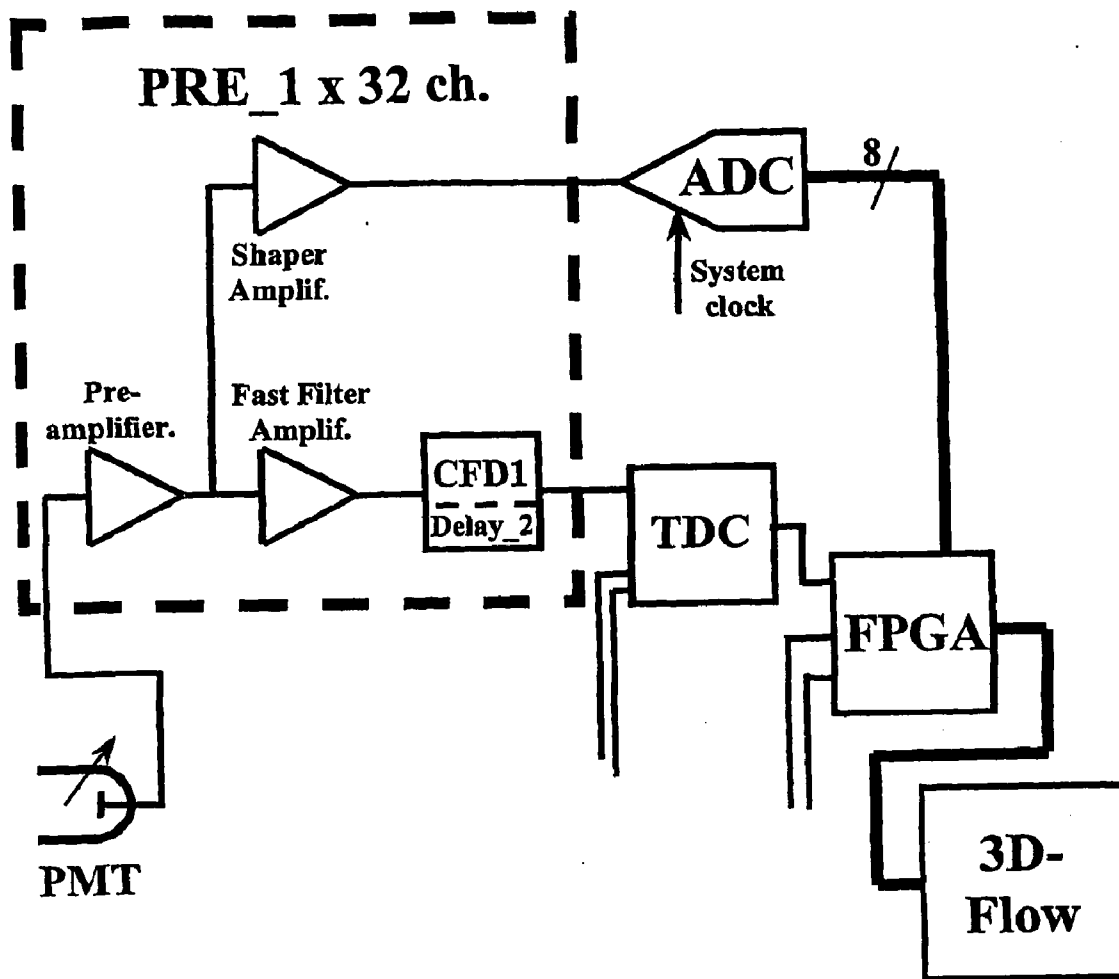 PRE_1 x 32 ch.
ADC
8
Shaper
Amplif.
System
clock
Pre-
amplifier.
Fast Filter
Amplif.
CFD1
Delay_2
TDC
FPGA
PMT
3D-
Flow